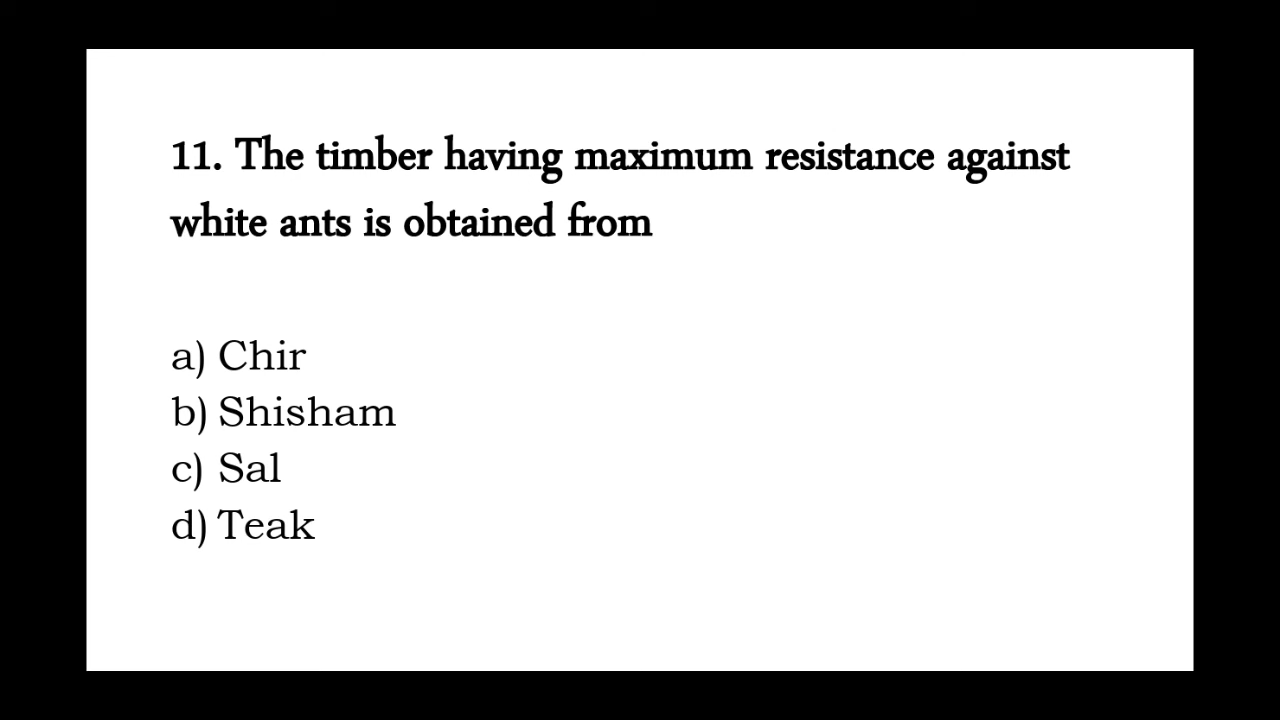 11. The timber having maximum resistance against
white ants is obtained from
a) Chir
b) Shisham
c) Sal
d) Teak